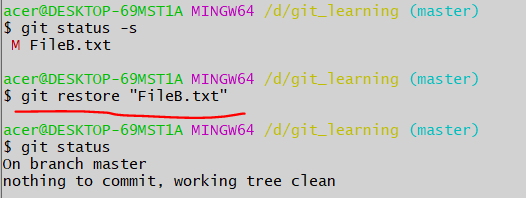 acer@DESKTOP-69MST1A MINGW64 /d/git_learning (master)
$ git status -s
 M FileB.txt
acer@DESKTOP-69MST1A MINGW64 /d/git_learning (master)
$ git restore "FileB.txt"
acer@DESKTOP-69MST1A MINGW64 /d/git_learning (master)
$ git status
On branch master
nothing to commit, working tree clean